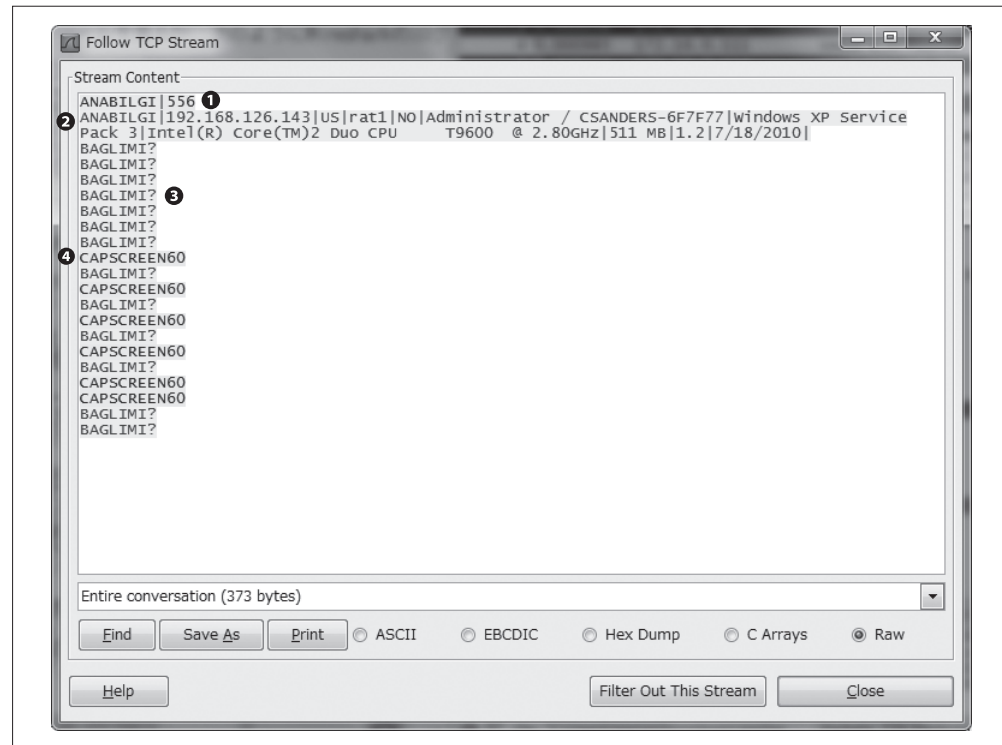 Follow TCP Stream
Stream Content
ANABILGI|556 ❶
❷ ANABILGI|192.168.126.143|US|rat1|NO|Administrator / CSANDERS-6F7F77|Windows XP Service
Pack 3|Intel(R) Core(TM)2 Duo CPU     T9600  @ 2.80GHz|511 MB|1.2|7/18/2010|
BAGLIMI?
BAGLIMI?
BAGLIMI?
BAGLIMI? ❸
BAGLIMI?
BAGLIMI?
BAGLIMI?
❹ CAPSCREEN60
BAGLIMI?
CAPSCREEN60
BAGLIMI?
CAPSCREEN60
BAGLIMI?
CAPSCREEN60
BAGLIMI?
CAPSCREEN60
CAPSCREEN60
BAGLIMI?
BAGLIMI?
Entire conversation (373 bytes)
Find Save As Print ASCII EBCDIC Hex Dump C Arrays Raw
Help Filter Out This Stream Close